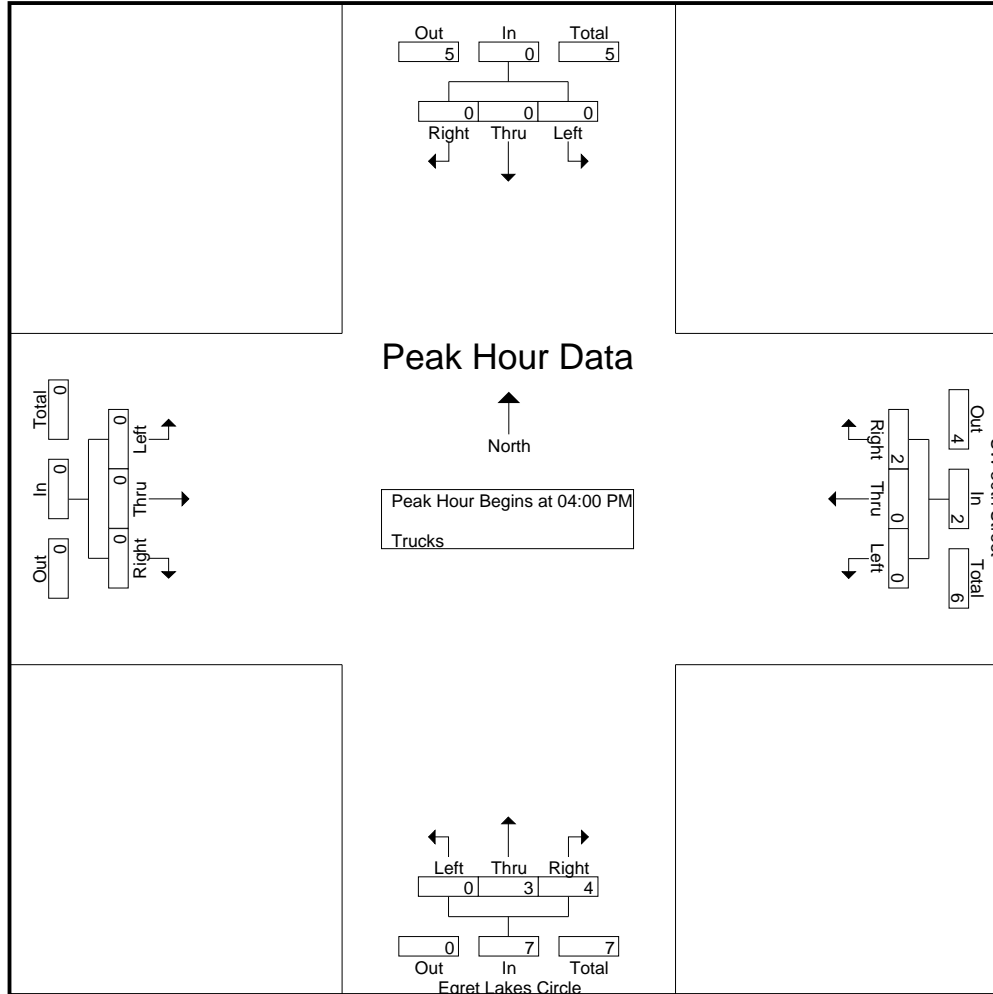 Out In Total
5 0 5
0 0 0
Right Thru Left
Peak Hour Data
North
Peak Hour Begins at 04:00 PM
Trucks
Total In Out
0 0 0
0 0 0
Left Thru Right
Right Thru Left
2 0 0
Out In Total
4 2 6
Left Thru Right
0 3 4
0 7 7
Out In Total
Egret Lakes Circle